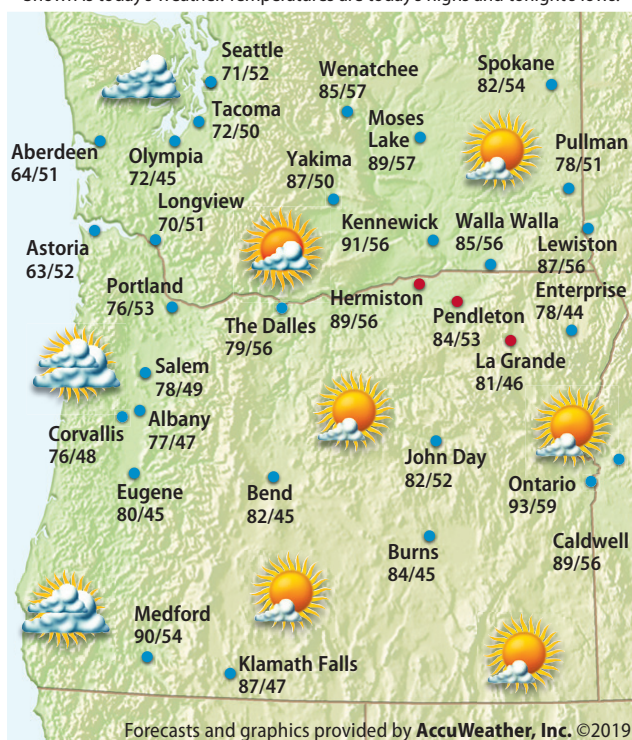 Shown is today's weather. Temperatures are today's highs and tonight's lows.
Seattle
71/52
Wenatchee
85/57
Spokane
82/54
Tacoma
72/50
Moses
Lake
89/57
Aberdeen
64/51
Olympia
72/45
Yakima
87/50
Pullman
78/51
Longview
70/51
Kennewick
91/56
Walla Walla
85/56
Lewiston
87/56
Astoria
63/52
Portland
76/53
The Dalles
79/56
Hermiston
89/56
Pendleton
84/53
Enterprise
78/44
La Grande
81/46
Salem
78/49
Albany
77/47
Corvallis
76/48
John Day
82/52
Eugene
80/45
Bend
82/45
Ontario
93/59
Burns
84/45
Caldwell
89/56
Medford
90/54
Klamath Falls
87/47
Forecasts and graphics provided by AccuWeather, Inc. ©2019